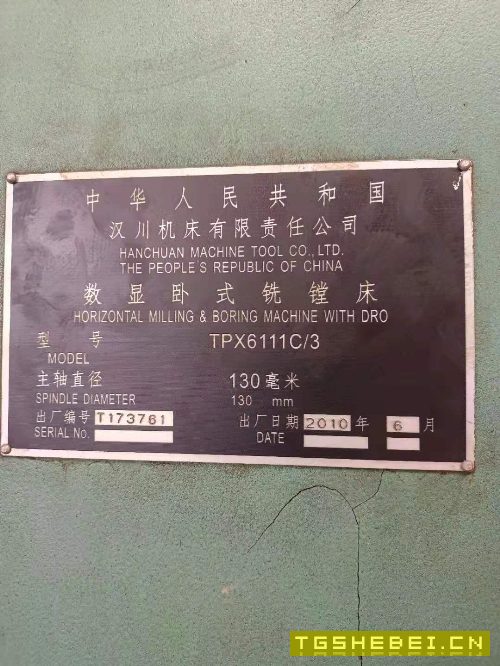 中华人民共和国
汉川机床有限责任公司
HANCHUAN MACHINE TOOL CO., LTD.
THE PEOPLE'S REPUBLIC OF CHINA
数显卧式铣镗床
HORIZONTAL MILLING & BORING MACHINE WITH DRO
型号 TPX6111C/3
MODEL
主轴直径 130毫米
SPINDLE DIAMETER 130 mm
出厂编号 T173761 出厂日期 2010 年 6 月
SERIAL No. DATE
TGSHEBEI.CN